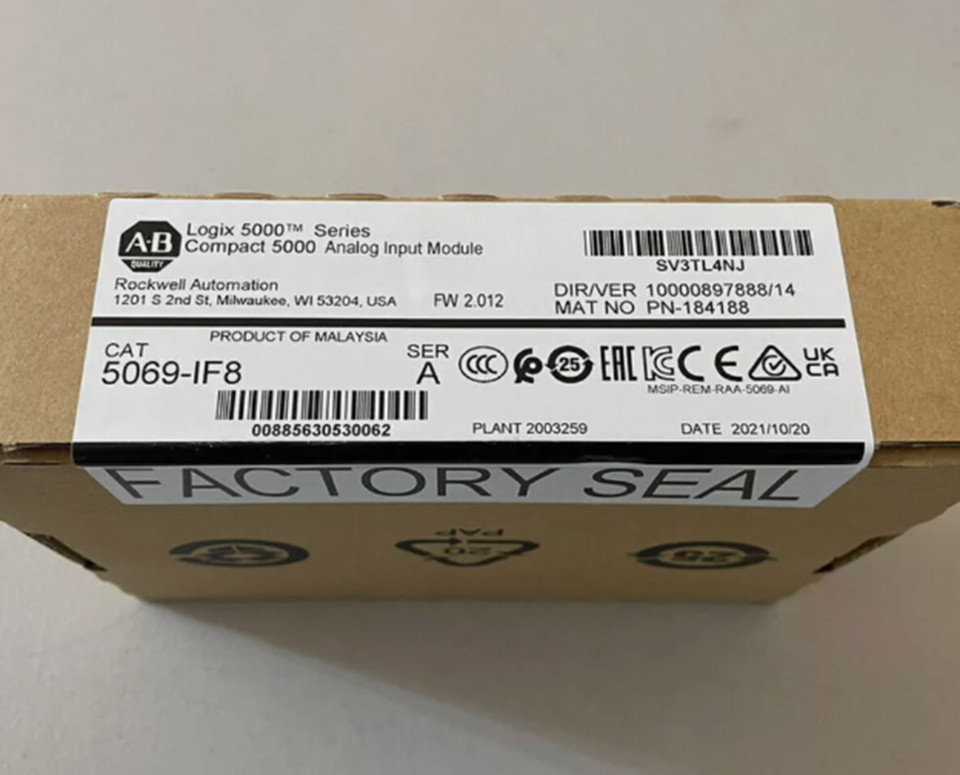 A-B
QUALITY
Logix 5000™ Series
Compact 5000 Analog Input Module
SV3TL4NJ
Rockwell Automation
1201 S 2nd St, Milwaukee, WI 53204, USA
FW 2.012
DIR/VER 10000897888/14
MAT NO PN-184188
PRODUCT OF MALAYSIA
CAT
5069-IF8
SER
A
CCC
25
EAC
KC
CE
UK
CA
MSIP-REM-RAA-5069-AI
00885630530062
PLANT 2003259
DATE 2021/10/20
FACTORY SEAL
20
PAP